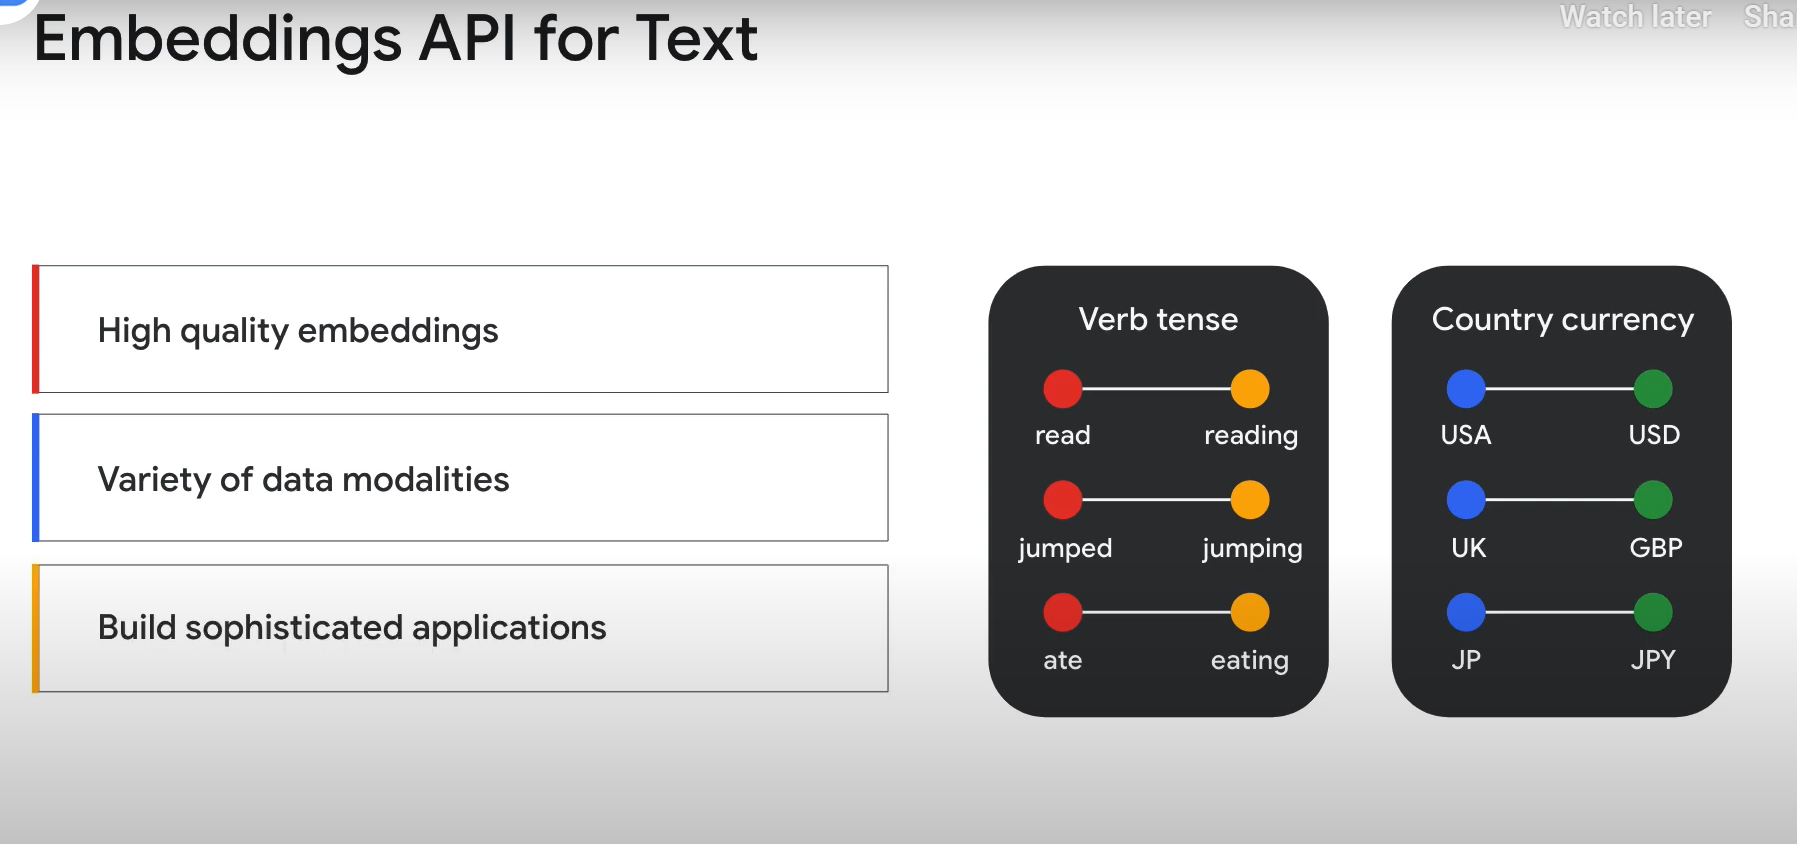 Embeddings API for Text
Watch later
High quality embeddings
Variety of data modalities
Build sophisticated applications
Verb tense
read reading
jumped jumping
ate eating
Country currency
USA USD
UK GBP
JP JPY